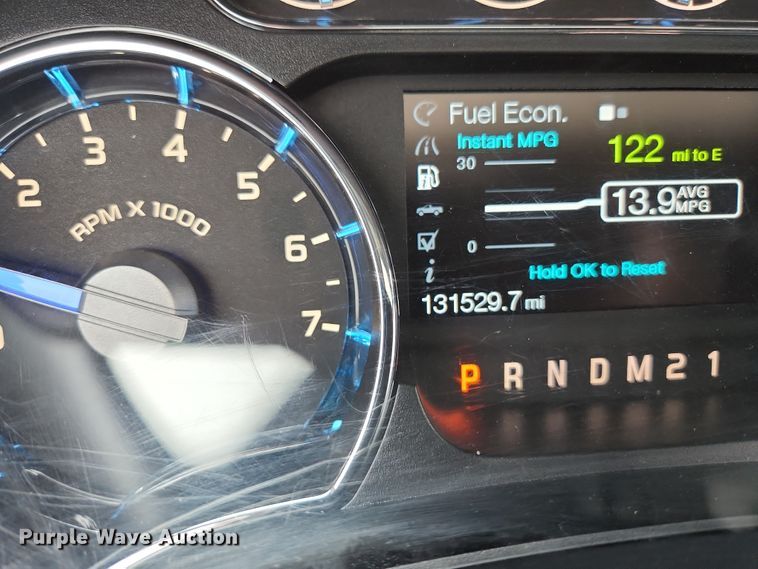 2 3 4 5 6 7
RPM X 1000
Fuel Econ.
Instant MPG
30
122 mi to E
13.9 AVG MPG
0
Hold OK to Reset
131529.7 mi
P R N D M 2 1
Purple Wave Auction